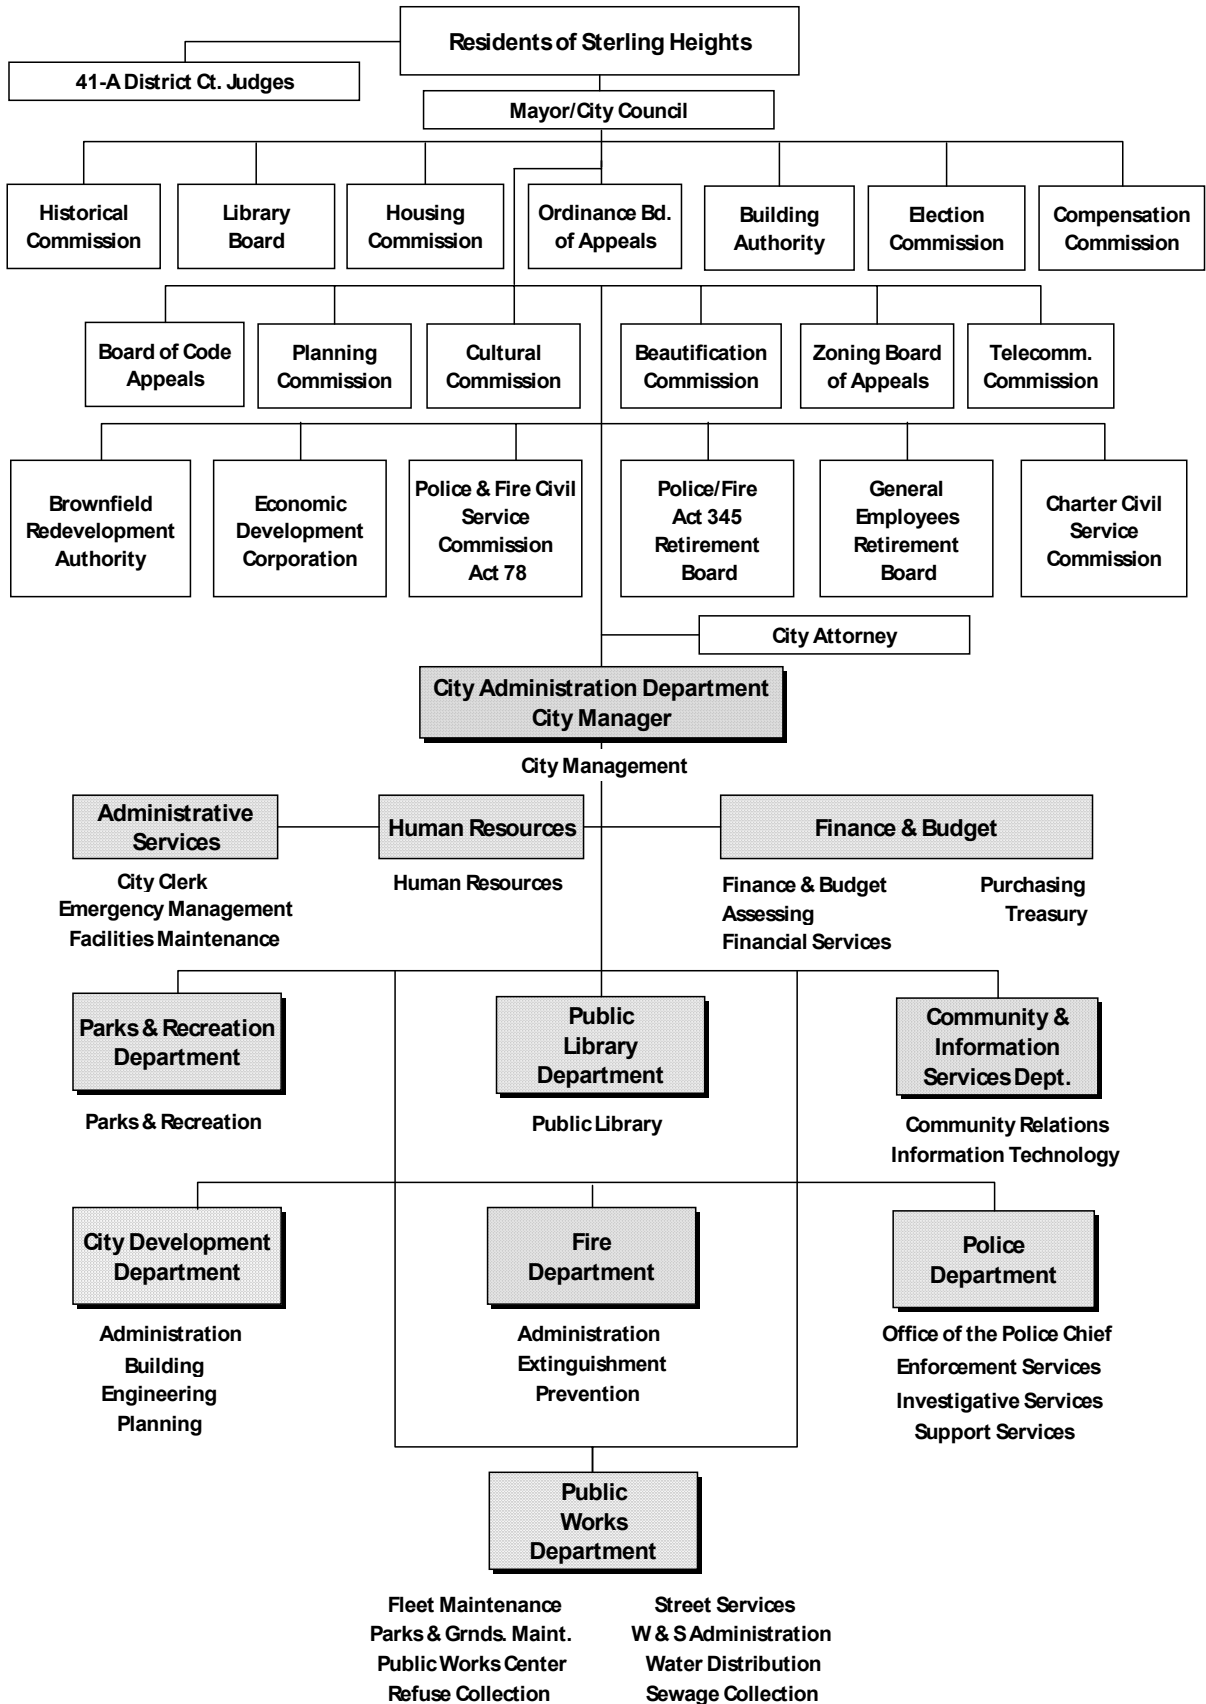 Residents of Sterling Heights
41-A District Ct. Judges
Mayor/City Council
Historical
Commission
Library
Board
Housing
Commission
Ordinance Bd.
of Appeals
Building
Authority
Election
Commission
Compensation
Commission
Board of Code
Appeals
Planning
Commission
Cultural
Commission
Beautification
Commission
Zoning Board
of Appeals
Telecomm.
Commission
Brownfield
Redevelopment
Authority
Economic
Development
Corporation
Police & Fire Civil
Service
Commission
Act 78
Police/Fire
Act 345
Retirement
Board
General
Employees
Retirement
Board
Charter Civil
Service
Commission
City Attorney
City Administration Department
City Manager
City Management
Administrative
Services
Human Resources
Finance & Budget
City Clerk
Emergency Management
Facilities Maintenance
Human Resources
Finance & Budget
Assessing
Financial Services
Purchasing
Treasury
Parks & Recreation
Department
Public
Library
Department
Community &
Information
Services Dept.
Parks & Recreation
Public Library
Community Relations
Information Technology
City Development
Department
Fire
Department
Police
Department
Administration
Building
Engineering
Planning
Administration
Extinguishment
Prevention
Office of the Police Chief
Enforcement Services
Investigative Services
Support Services
Public
Works
Department
Fleet Maintenance
Parks & Grnds. Maint.
Public Works Center
Refuse Collection
Street Services
W & S Administration
Water Distribution
Sewage Collection